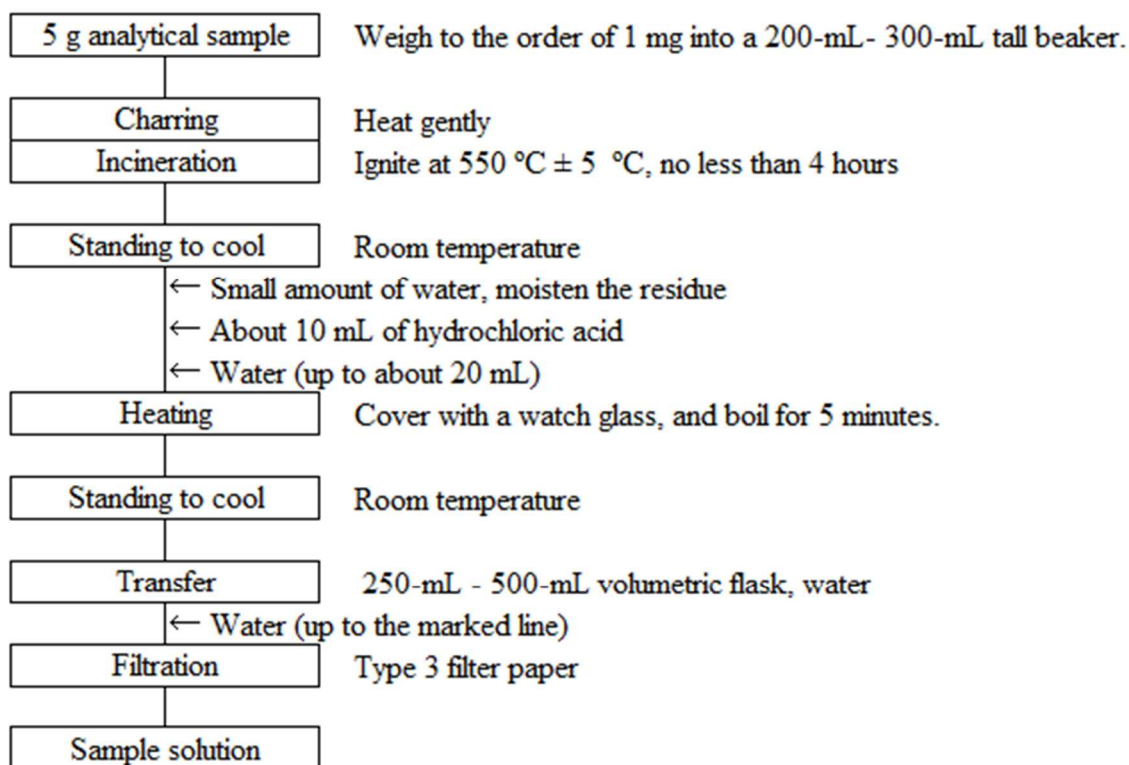 5 g analytical sample Weigh to the order of 1 mg into a 200-mL- 300-mL tall beaker.
Charring Heat gently
Incineration Ignite at 550 ℃ ± 5 ℃, no less than 4 hours
Standing to cool Room temperature
← Small amount of water, moisten the residue
← About 10 mL of hydrochloric acid
← Water (up to about 20 mL)
Heating Cover with a watch glass, and boil for 5 minutes.
Standing to cool Room temperature
Transfer 250-mL - 500-mL volumetric flask, water
← Water (up to the marked line)
Filtration Type 3 filter paper
Sample solution